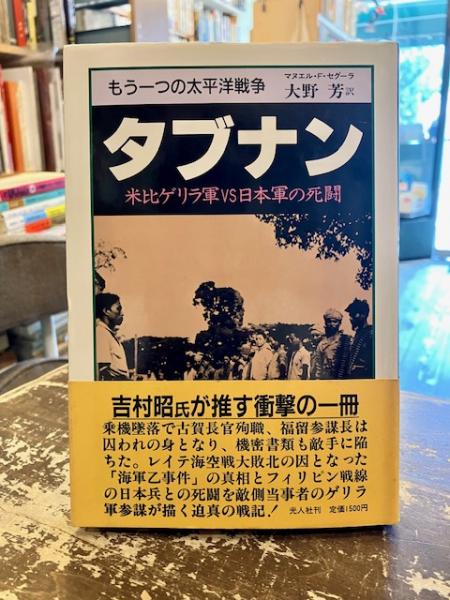 もう一つの太平洋戦争
マヌエル・F・セグーラ
大野 芳 訳
タブナン
米比ゲリラ軍VS日本軍の死闘
吉村昭氏が推す衝撃の一冊
乗機墜落で古賀長官殉職、福留参謀長は
囚われの身となり、機密書類も敵手に陥
ちた。レイテ海空戦大敗北の因となった
「海軍乙事件」の真相とフィリピン戦線
の日本兵との死闘を敵側当事者のゲリラ
軍参謀が描く迫真の戦記!
光人社刊 定価1500円